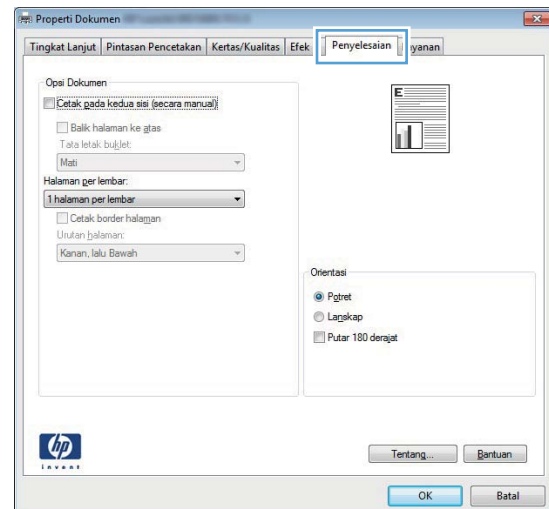 Properti Dokumen
Tingkat Lanjut Pintasan Pencetakan Kertas/Kualitas Efek Penyelesaian yanan
Opsi Dokumen
Cetak pada kedua sisi (secara manual)
Balik halaman ke atas
Tata letak buklet:
Mati
Halaman per lembar:
1 halaman per lembar
Cetak border halaman
Urutan halaman:
Kanan, lalu Bawah
E
Orientasi
Potret
Lanskap
Putar 180 derajat
hp
invent
Tentang... Bantuan
OK Batal